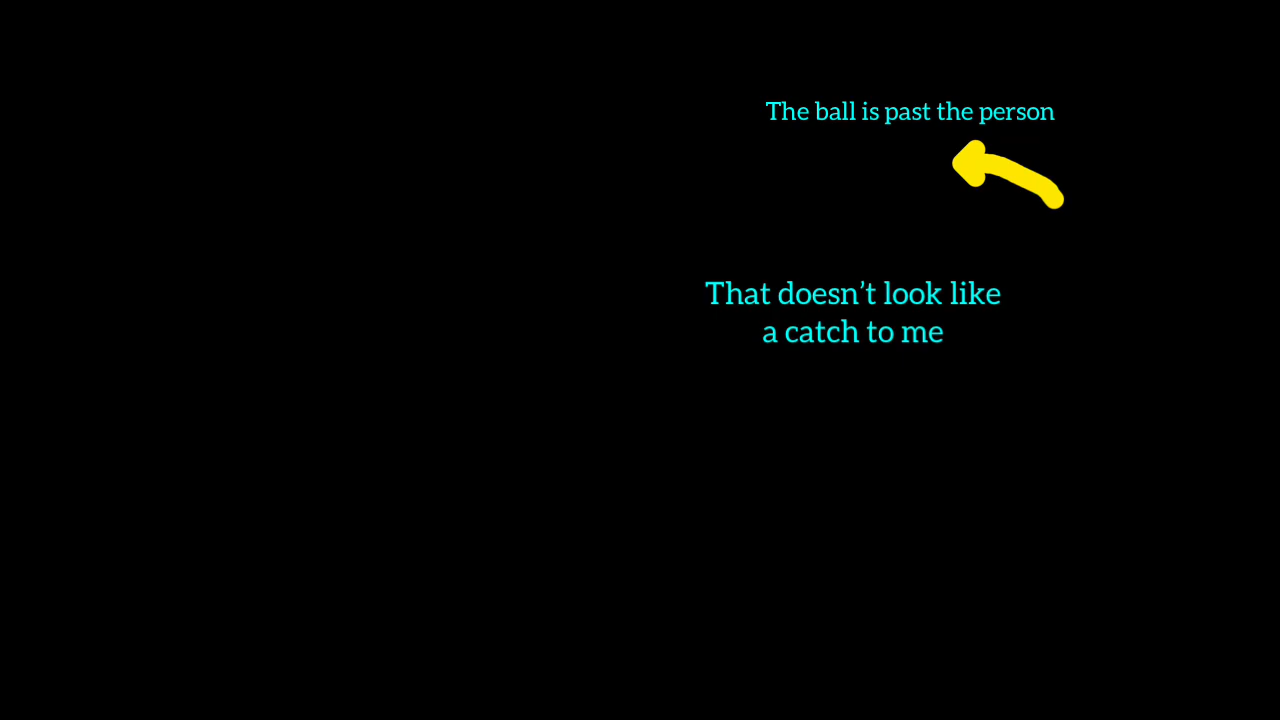 The ball is past the person
That doesn’t look like
a catch to me